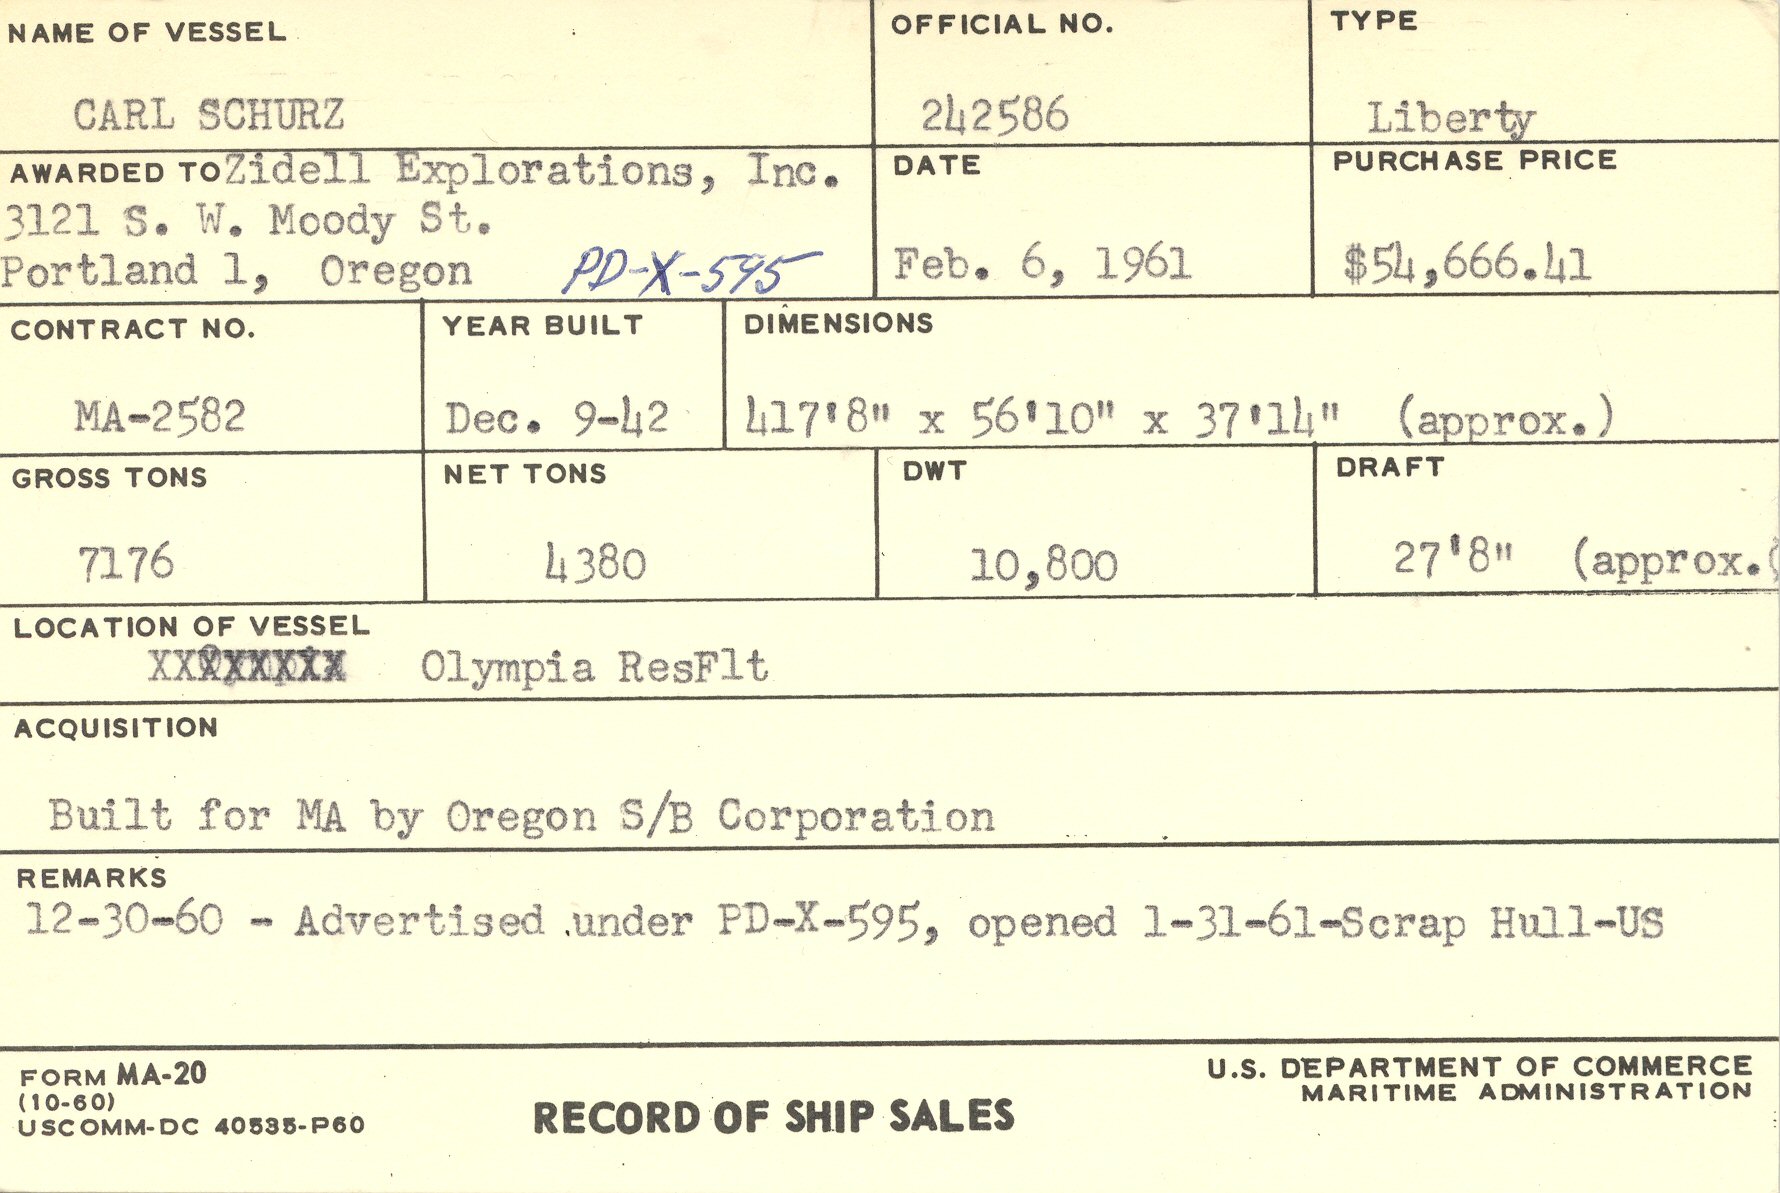 NAME OF VESSEL
CARL SCHURZ
OFFICIAL NO.
242586
TYPE
Liberty
AWARDED TO Zidell Explorations, Inc.
3121 S. W. Moody St.
Portland 1, Oregon PD-X-595
DATE
Feb. 6, 1961
PURCHASE PRICE
$54,666.41
CONTRACT NO.
MA-2582
YEAR BUILT
Dec. 9-42
DIMENSIONS
417'8" x 56'10" x 37'14" (approx.)
GROSS TONS
7176
NET TONS
4380
DWT
10,800
DRAFT
27'8" (approx.(
LOCATION OF VESSEL
Olympia ResFlt
ACQUISITION
Built for MA by Oregon S/B Corporation
REMARKS
12-30-60 - Advertised under PD-X-595, opened 1-31-61-Scrap Hull-US
FORM MA-20
(10-60)
USCOMM-DC 40535-P60
RECORD OF SHIP SALES
U.S. DEPARTMENT OF COMMERCE
MARITIME ADMINISTRATION